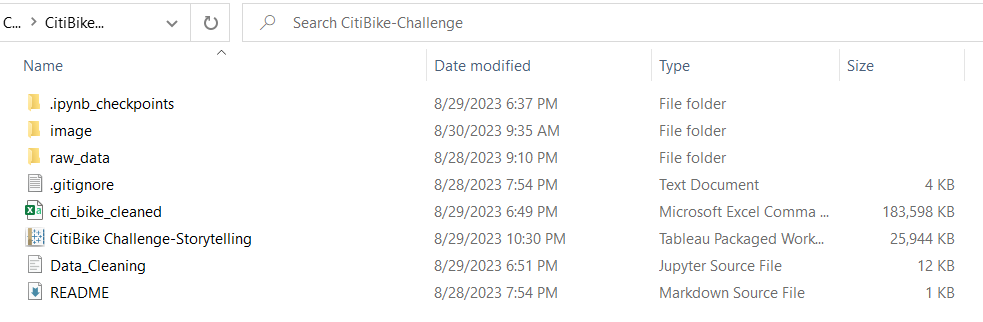 C... > CitiBike... Search CitiBike-Challenge
Name Date modified Type Size
.ipynb_checkpoints 8/29/2023 6:37 PM File folder
image 8/30/2023 9:35 AM File folder
raw_data 8/28/2023 9:10 PM File folder
.gitignore 8/28/2023 7:54 PM Text Document 4 KB
citi_bike_cleaned 8/29/2023 6:49 PM Microsoft Excel Comma ... 183,598 KB
CitiBike Challenge-Storytelling 8/29/2023 10:30 PM Tableau Packaged Work... 25,944 KB
Data_Cleaning 8/29/2023 6:51 PM Jupyter Source File 12 KB
README 8/28/2023 7:54 PM Markdown Source File 1 KB